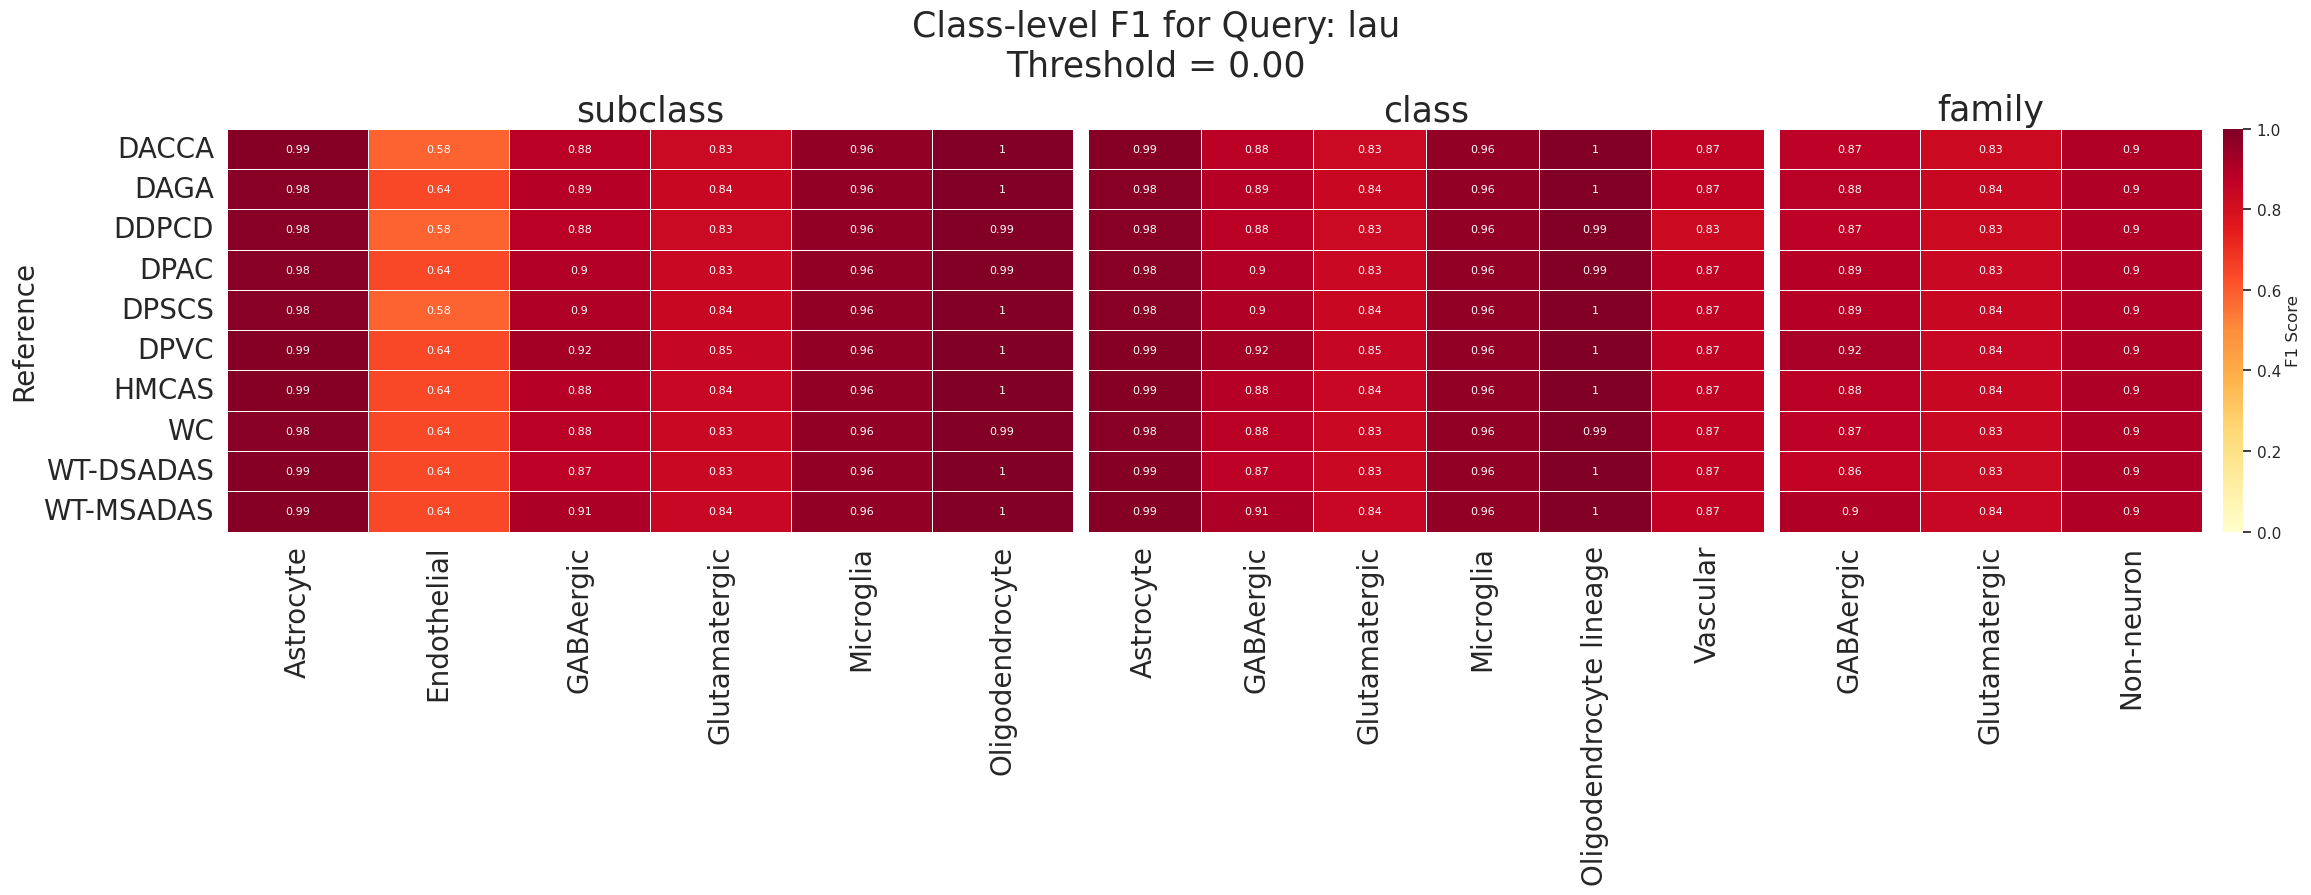 Class-level F1 for Query: lau
Threshold = 0.00
subclass class family
DACCA 0.99 0.58 0.88 0.83 0.96 1 0.99 0.88 0.83 0.96 1 0.87 0.87 0.83 0.9
DAGA 0.98 0.64 0.89 0.84 0.96 1 0.98 0.89 0.84 0.96 1 0.87 0.88 0.84 0.9
DDPCD 0.98 0.58 0.88 0.83 0.96 0.99 0.98 0.88 0.83 0.96 0.99 0.83 0.87 0.83 0.9
DPAC 0.98 0.64 0.9 0.83 0.96 0.99 0.98 0.9 0.83 0.96 0.99 0.87 0.89 0.83 0.9
DPSCS 0.98 0.58 0.9 0.84 0.96 1 0.98 0.9 0.84 0.96 1 0.87 0.89 0.84 0.9
DPVC 0.99 0.64 0.92 0.85 0.96 1 0.99 0.92 0.85 0.96 1 0.87 0.92 0.84 0.9
HMCAS 0.99 0.64 0.88 0.84 0.96 1 0.99 0.88 0.84 0.96 1 0.87 0.88 0.84 0.9
WC 0.98 0.64 0.88 0.83 0.96 0.99 0.98 0.88 0.83 0.96 0.99 0.87 0.87 0.83 0.9
WT-DSADAS 0.99 0.64 0.87 0.83 0.96 1 0.99 0.87 0.83 0.96 1 0.87 0.86 0.83 0.9
WT-MSADAS 0.99 0.64 0.91 0.84 0.96 1 0.99 0.91 0.84 0.96 1 0.87 0.9 0.84 0.9
Reference
Astrocyte
Endothelial
GABAergic
Glutamatergic
Microglia
Oligodendrocyte
Astrocyte
GABAergic
Glutamatergic
Microglia
Oligodendrocyte lineage
Vascular
GABAergic
Glutamatergic
Non-neuron
1.0
0.8
0.6
0.4
0.2
0.0
F1 Score